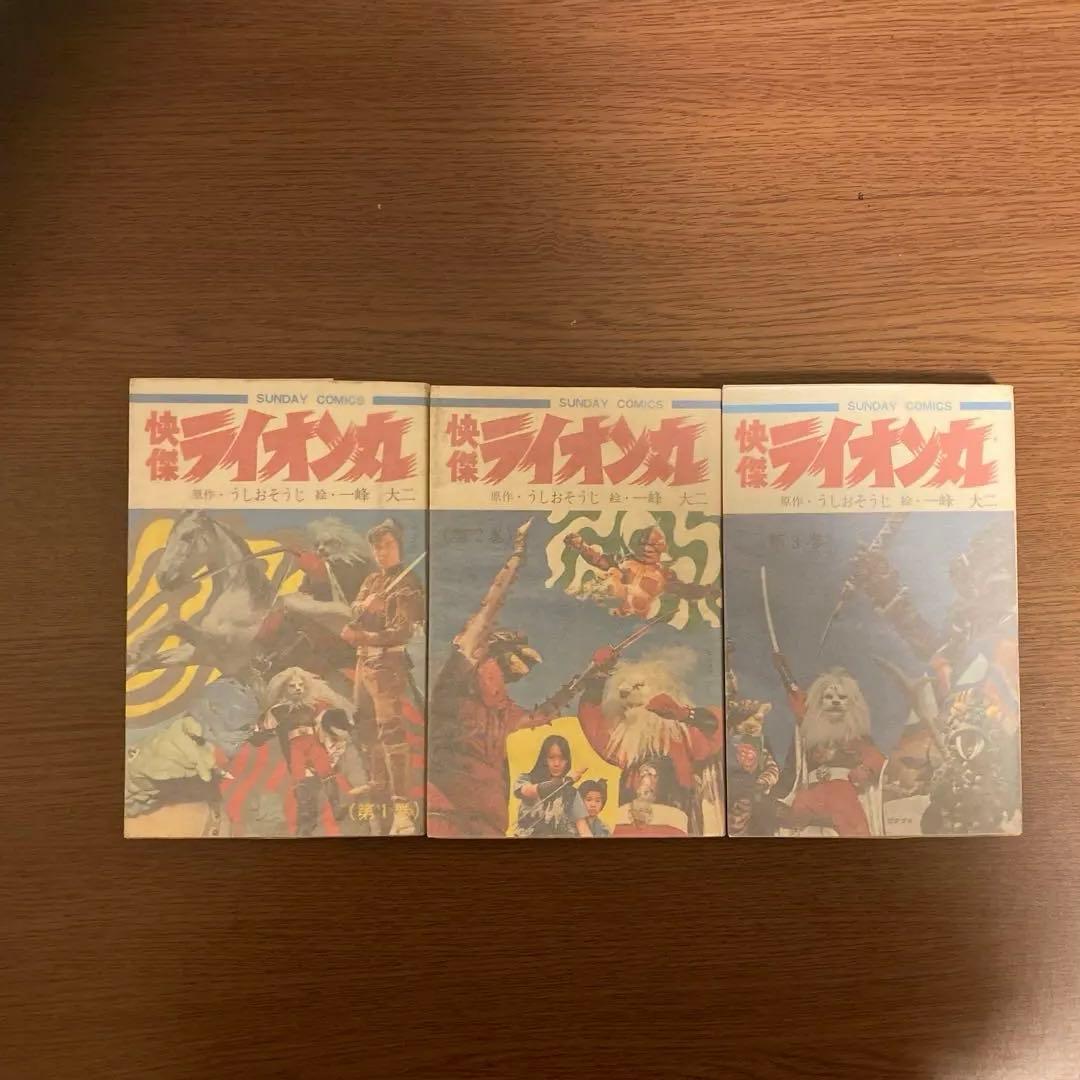 SUNDAY COMICS
快傑ライオン丸
原作・うしおそうじ 絵・一峰 大二
(第1巻)
SUNDAY COMICS
快傑ライオン丸
原作・うしおそうじ 絵・一峰 大二
(第2巻)
SUNDAY COMICS
快傑ライオン丸
原作・うしおそうじ 絵・一峰 大二
第3巻